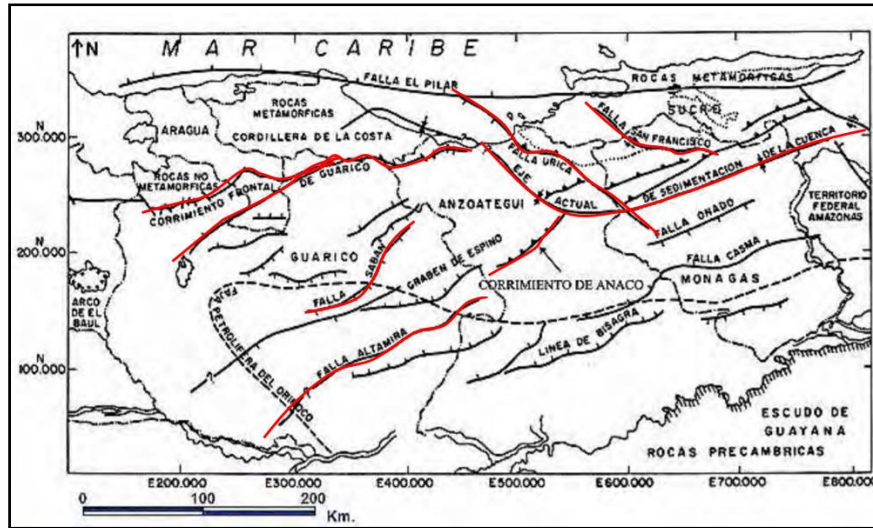 ↑N
MAR CARIBE
FALLA EL PILAR
ROCAS METAMORFICAS
ROCAS
METAMORFICAS
SUCRE
FALLA SAN FRANCISCO
ARAGUA
CORDILLERA DE LA COSTA
N
300.000
FALLA URICA
ROCAS NO
METAMORFICAS
CORRIMIENTO FRONTAL
DE GUARICO
EJE ACTUAL DE SEDIMENTACION DE LA CUENCA
ANZOATEGUI
TERRITORIO
FEDERAL
AMAZONAS
FALLA ONADO
N
200.000
GUARICO
FALLA SABAN
GRABEN DE ESPINO
FALLA CASMA
CORRIMIENTO DE ANACO
MONAGAS
ARCO
DE EL
BAUL
FAJA PETROLIFERA DEL ORINOCO
FALLA ALTAMIRA
LINEA DE BISAGRA
N
100.000
ESCUDO DE
GUAYANA
ROCAS PRECAMBRICAS
E200.000 E300.000 E400.000 E500.000 E600.000 E700.000 E800.000
0 100 200
Km.